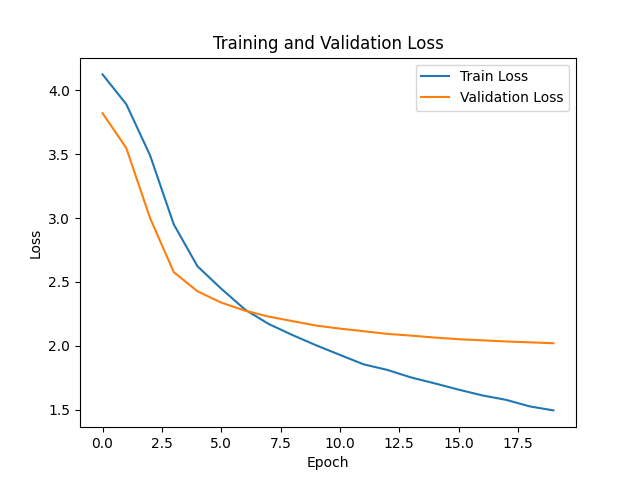 Training and Validation Loss
Train Loss
Validation Loss
4.0
3.5
3.0
2.5
2.0
1.5
Loss
0.0 2.5 5.0 7.5 10.0 12.5 15.0 17.5
Epoch